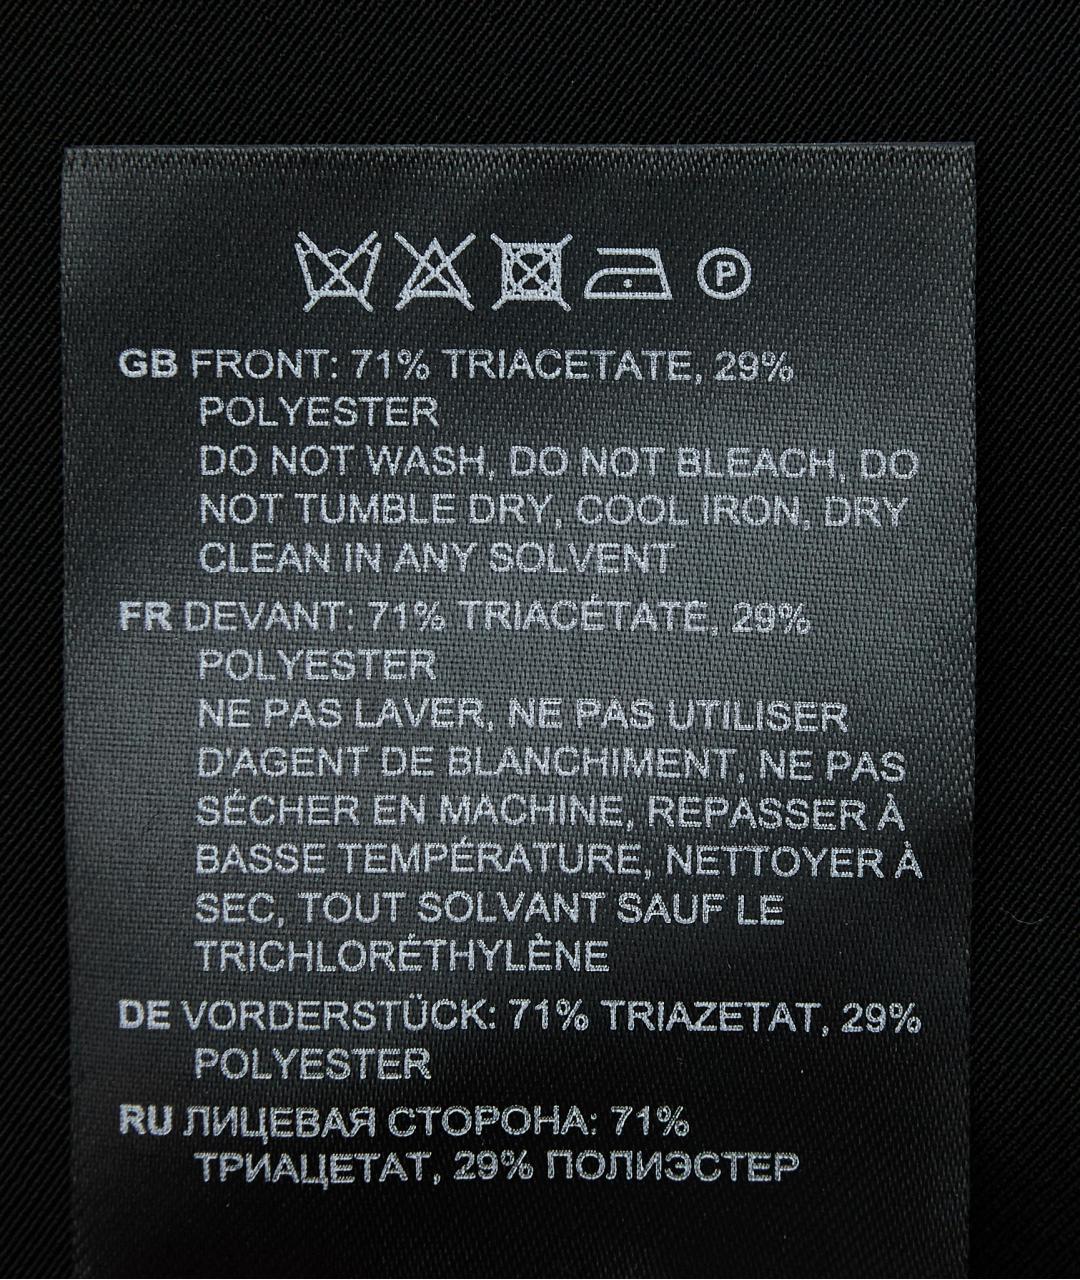 P
GB FRONT: 71% TRIACETATE, 29%
POLYESTER
DO NOT WASH, DO NOT BLEACH, DO
NOT TUMBLE DRY, COOL IRON, DRY
CLEAN IN ANY SOLVENT
FR DEVANT: 71% TRIACÉTATE, 29%
POLYESTER
NE PAS LAVER, NE PAS UTILISER
D'AGENT DE BLANCHIMENT, NE PAS
SÉCHER EN MACHINE, REPASSER À
BASSE TEMPÉRATURE, NETTOYER À
SEC, TOUT SOLVANT SAUF LE
TRICHLORÉTHYLÈNE
DE VORDERSTÜCK: 71% TRIAZETAT, 29%
POLYESTER
RU ЛИЦЕВАЯ СТОРОНА: 71%
ТРИАЦЕТАТ, 29% ПОЛИЭСТЕР